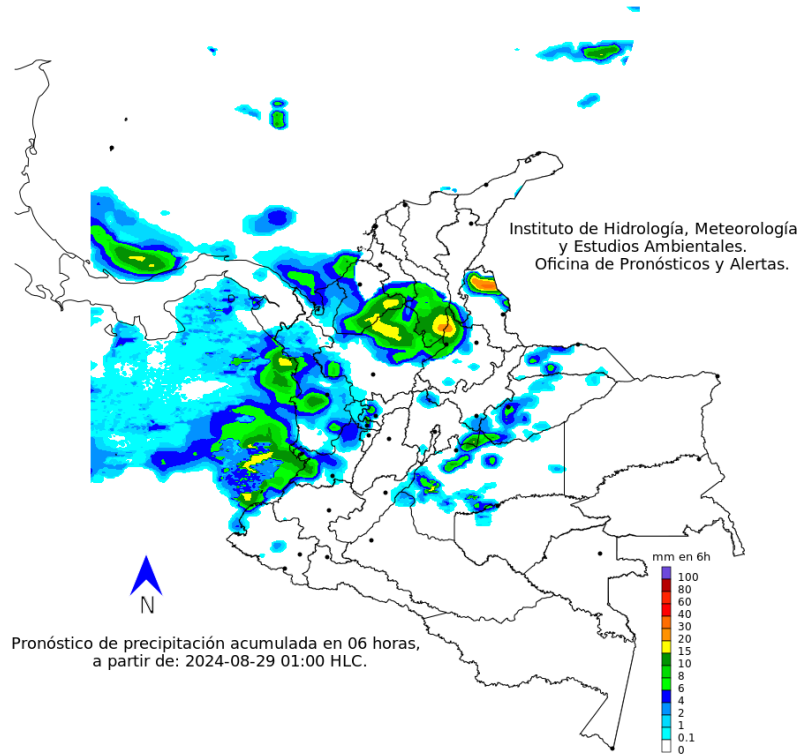 Instituto de Hidrología, Meteorología
y Estudios Ambientales.
Oficina de Pronósticos y Alertas.
mm en 6h
100
80
60
40
30
20
15
10
8
6
4
2
1
0.1
0
N
Pronóstico de precipitación acumulada en 06 horas,
a partir de: 2024-08-29 01:00 HLC.